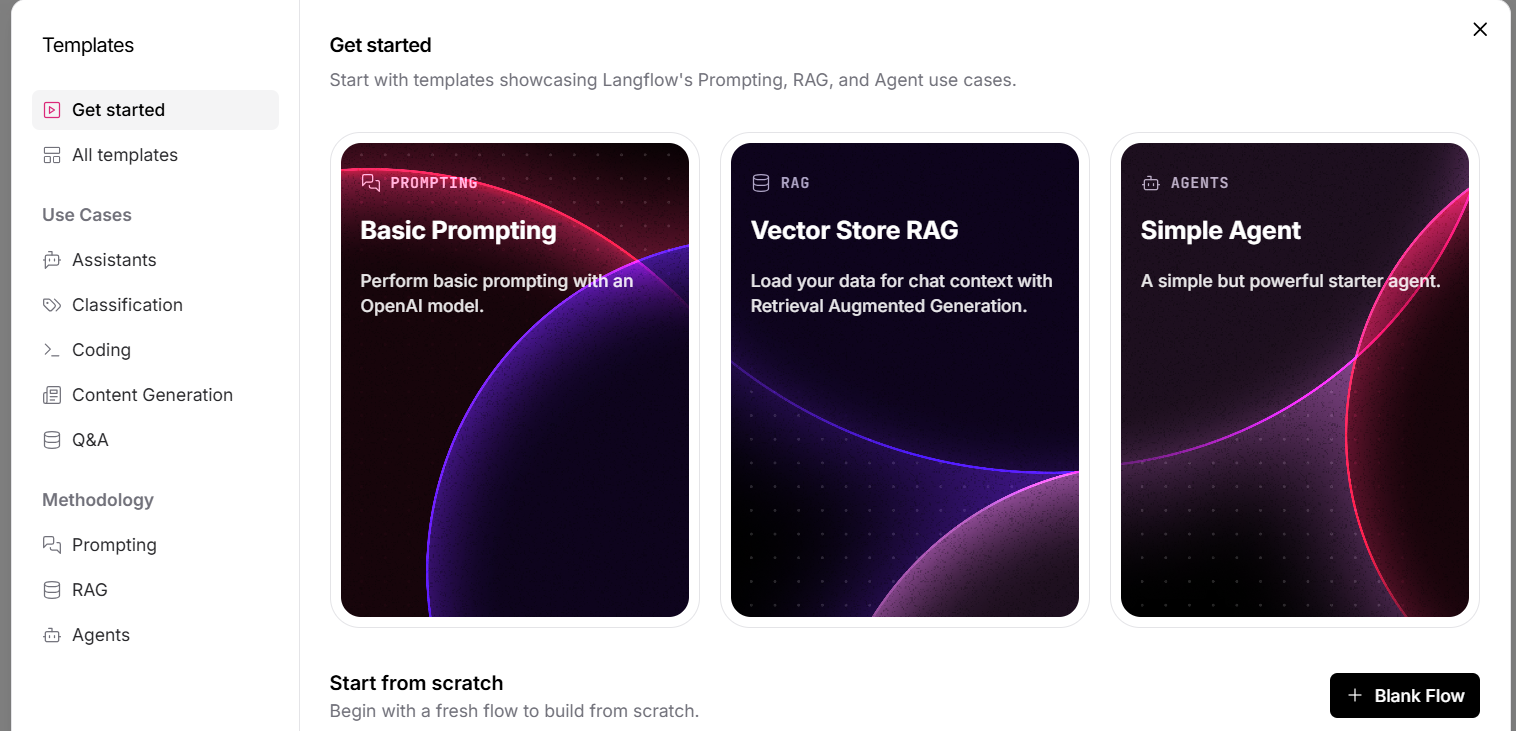 Templates
Get started
All templates
Use Cases
Assistants
Classification
Coding
Content Generation
Q&A
Methodology
Prompting
RAG
Agents
Get started
Start with templates showcasing Langflow's Prompting, RAG, and Agent use cases.
PROMPTING
Basic Prompting
Perform basic prompting with an
OpenAI model.
RAG
Vector Store RAG
Load your data for chat context with
Retrieval Augmented Generation.
AGENTS
Simple Agent
A simple but powerful starter agent.
Start from scratch
Begin with a fresh flow to build from scratch.
Blank Flow